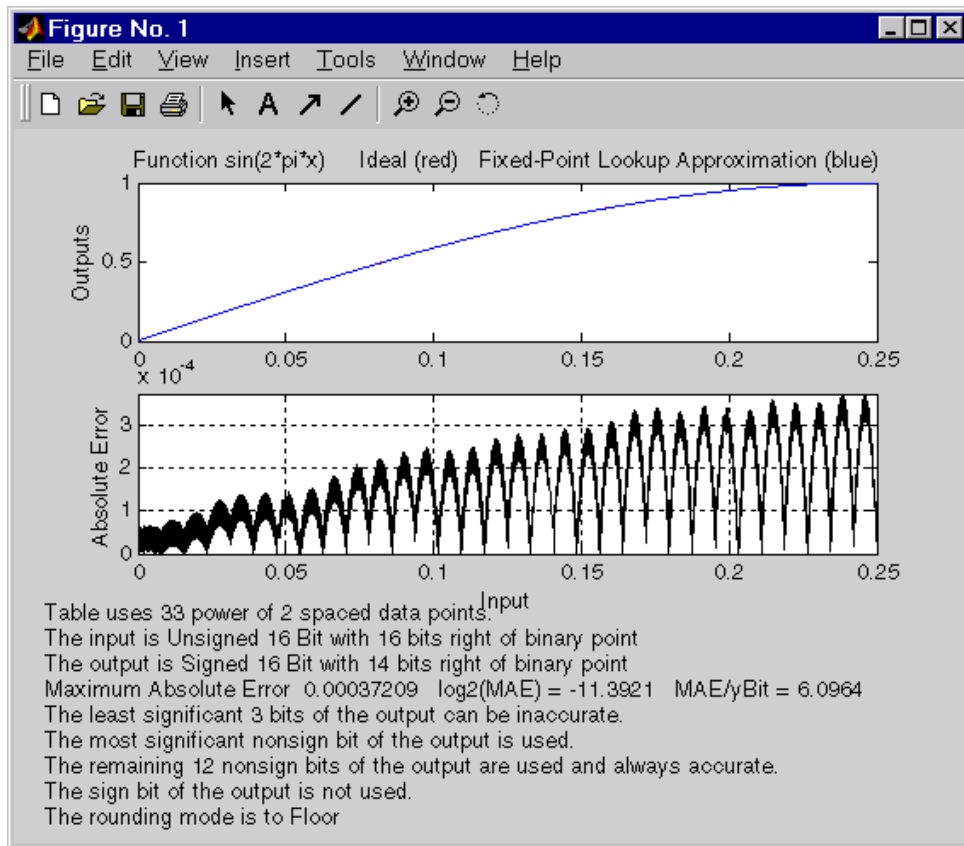 Figure No. 1
File Edit View Insert Tools Window Help
A
Function sin(2*pi*x) Ideal (red) Fixed-Point Lookup Approximation (blue)
1
0.5
0
Outputs
0 0.05 0.1 0.15 0.2 0.25
x 10-4
3
2
1
0
Absolute Error
0 0.05 0.1 0.15 0.2 0.25
Input
Table uses 33 power of 2 spaced data points.
The input is Unsigned 16 Bit with 16 bits right of binary point
The output is Signed 16 Bit with 14 bits right of binary point
Maximum Absolute Error 0.00037209 log2(MAE) = -11.3921 MAE/yBit = 6.0964
The least significant 3 bits of the output can be inaccurate.
The most significant nonsign bit of the output is used.
The remaining 12 nonsign bits of the output are used and always accurate.
The sign bit of the output is not used.
The rounding mode is to Floor